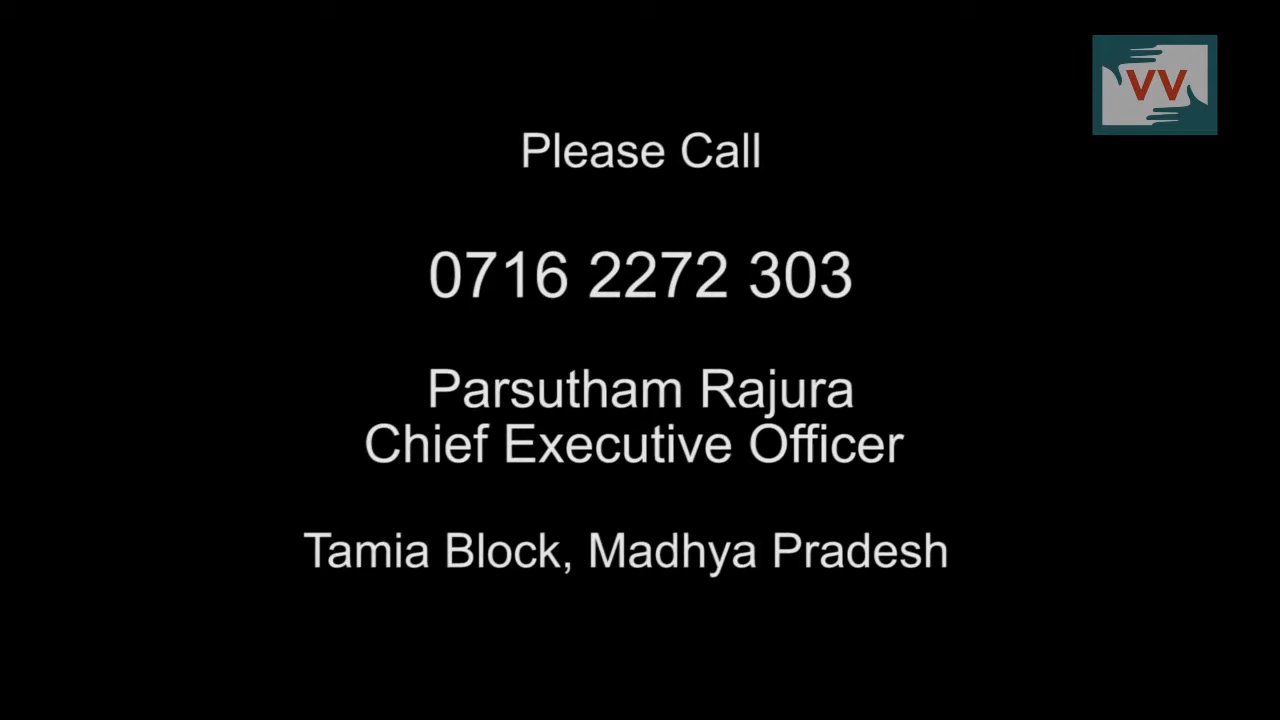 VV
Please Call
0716 2272 303
Parsutham Rajura
Chief Executive Officer
Tamia Block, Madhya Pradesh